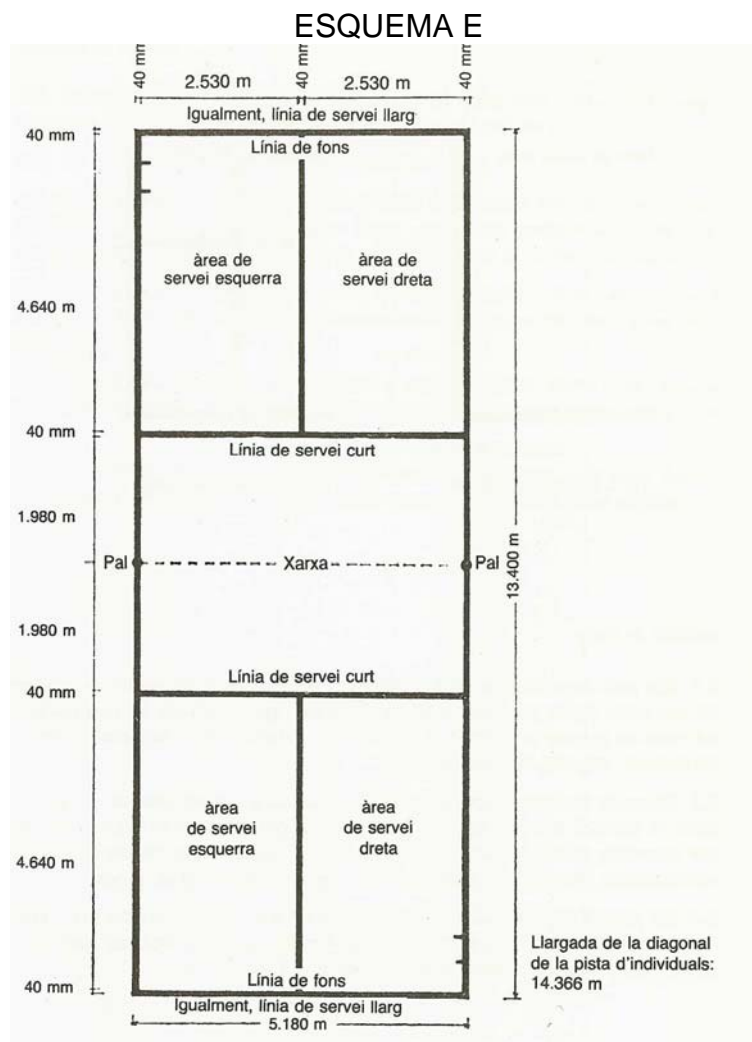 ESQUEMA E
40 mm
40 mm
40 mm
2.530 m
2.530 m
Igualment, línia de servei llarg
40 mm
Línia de fons
àrea de
servei esquerra
àrea de
servei dreta
4.640 m
40 mm
Línia de servei curt
1.980 m
Pal
Xarxa
Pal
13.400 m
1.980 m
Línia de servei curt
40 mm
àrea
de servei
esquerra
àrea
de servei
dreta
4.640 m
Llargada de la diagonal
de la pista d'individuals:
14.366 m
Línia de fons
40 mm
Igualment, línia de servei llarg
5.180 m